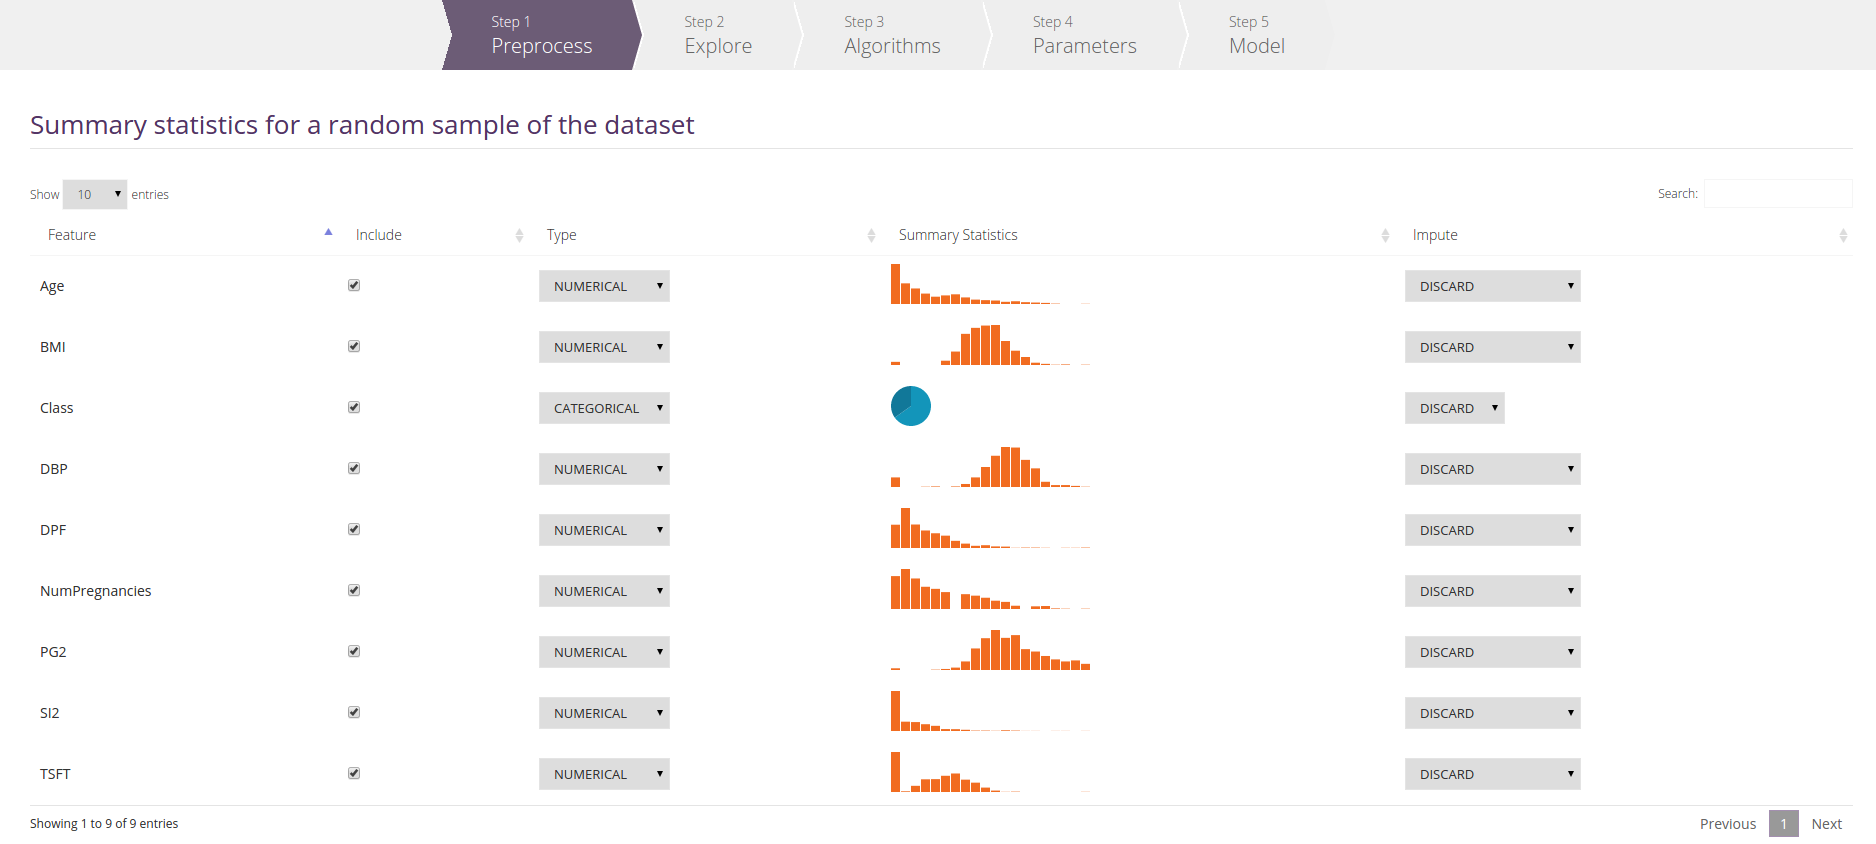 Step 1
Preprocess
Step 2
Explore
Step 3
Algorithms
Step 4
Parameters
Step 5
Model
Summary statistics for a random sample of the dataset
Show 10 entries
Search:
Feature Include Type Summary Statistics Impute
Age NUMERICAL DISCARD
BMI NUMERICAL DISCARD
Class CATEGORICAL DISCARD
DBP NUMERICAL DISCARD
DPF NUMERICAL DISCARD
NumPregnancies NUMERICAL DISCARD
PG2 NUMERICAL DISCARD
SI2 NUMERICAL DISCARD
TSFT NUMERICAL DISCARD
Showing 1 to 9 of 9 entries
Previous 1 Next